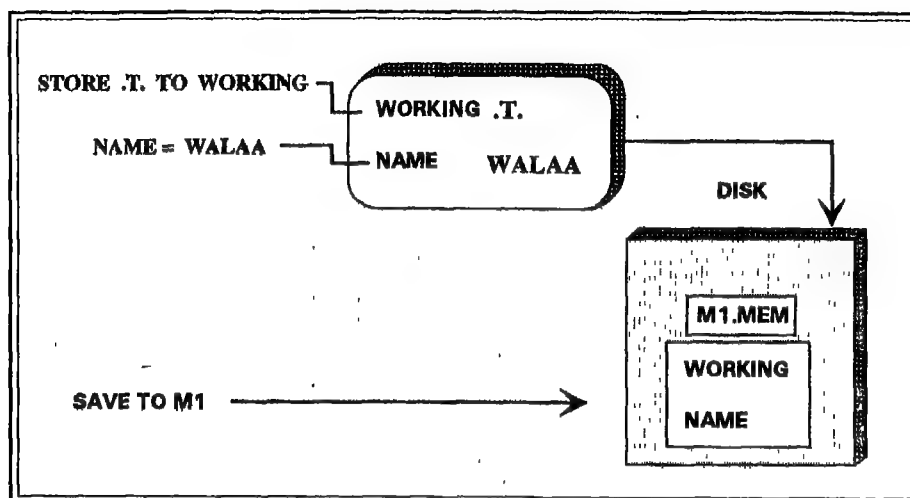 STORE .T. TO WORKING
WORKING .T.
NAME = WALAA
NAME WALAA
DISK
M1.MEM
WORKING
NAME
SAVE TO M1